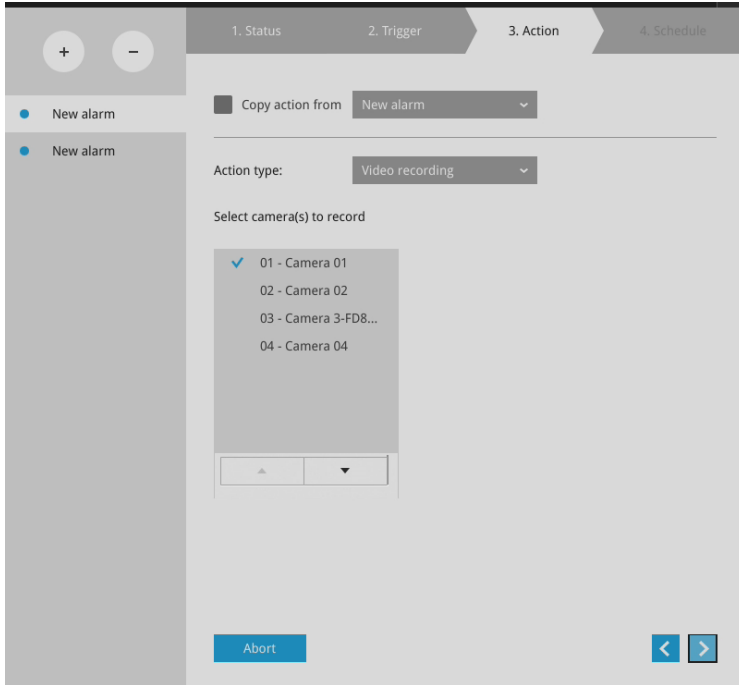 1. Status
2. Trigger
3. Action
4. Schedule
+
−
New alarm
New alarm
Copy action from
New alarm
Action type:
Video recording
Select camera(s) to record
01 - Camera 01
02 - Camera 02
03 - Camera 3-FD8...
04 - Camera 04
Abort